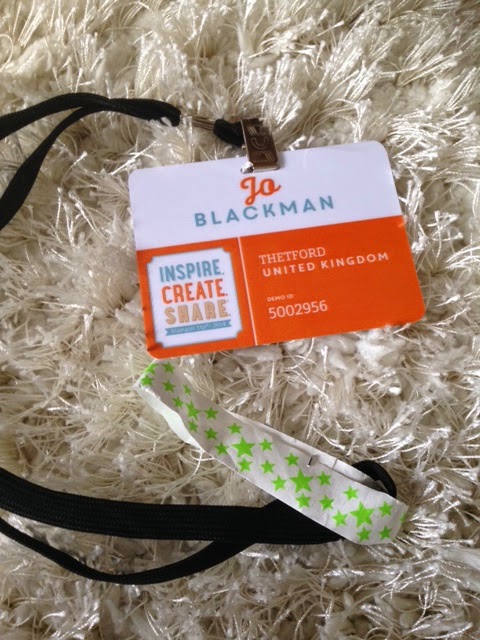 Jo
BLACKMAN
THETFORD
UNITED KINGDOM
DEMO ID
5002956
INSPIRE.
CREATE.
SHARE.